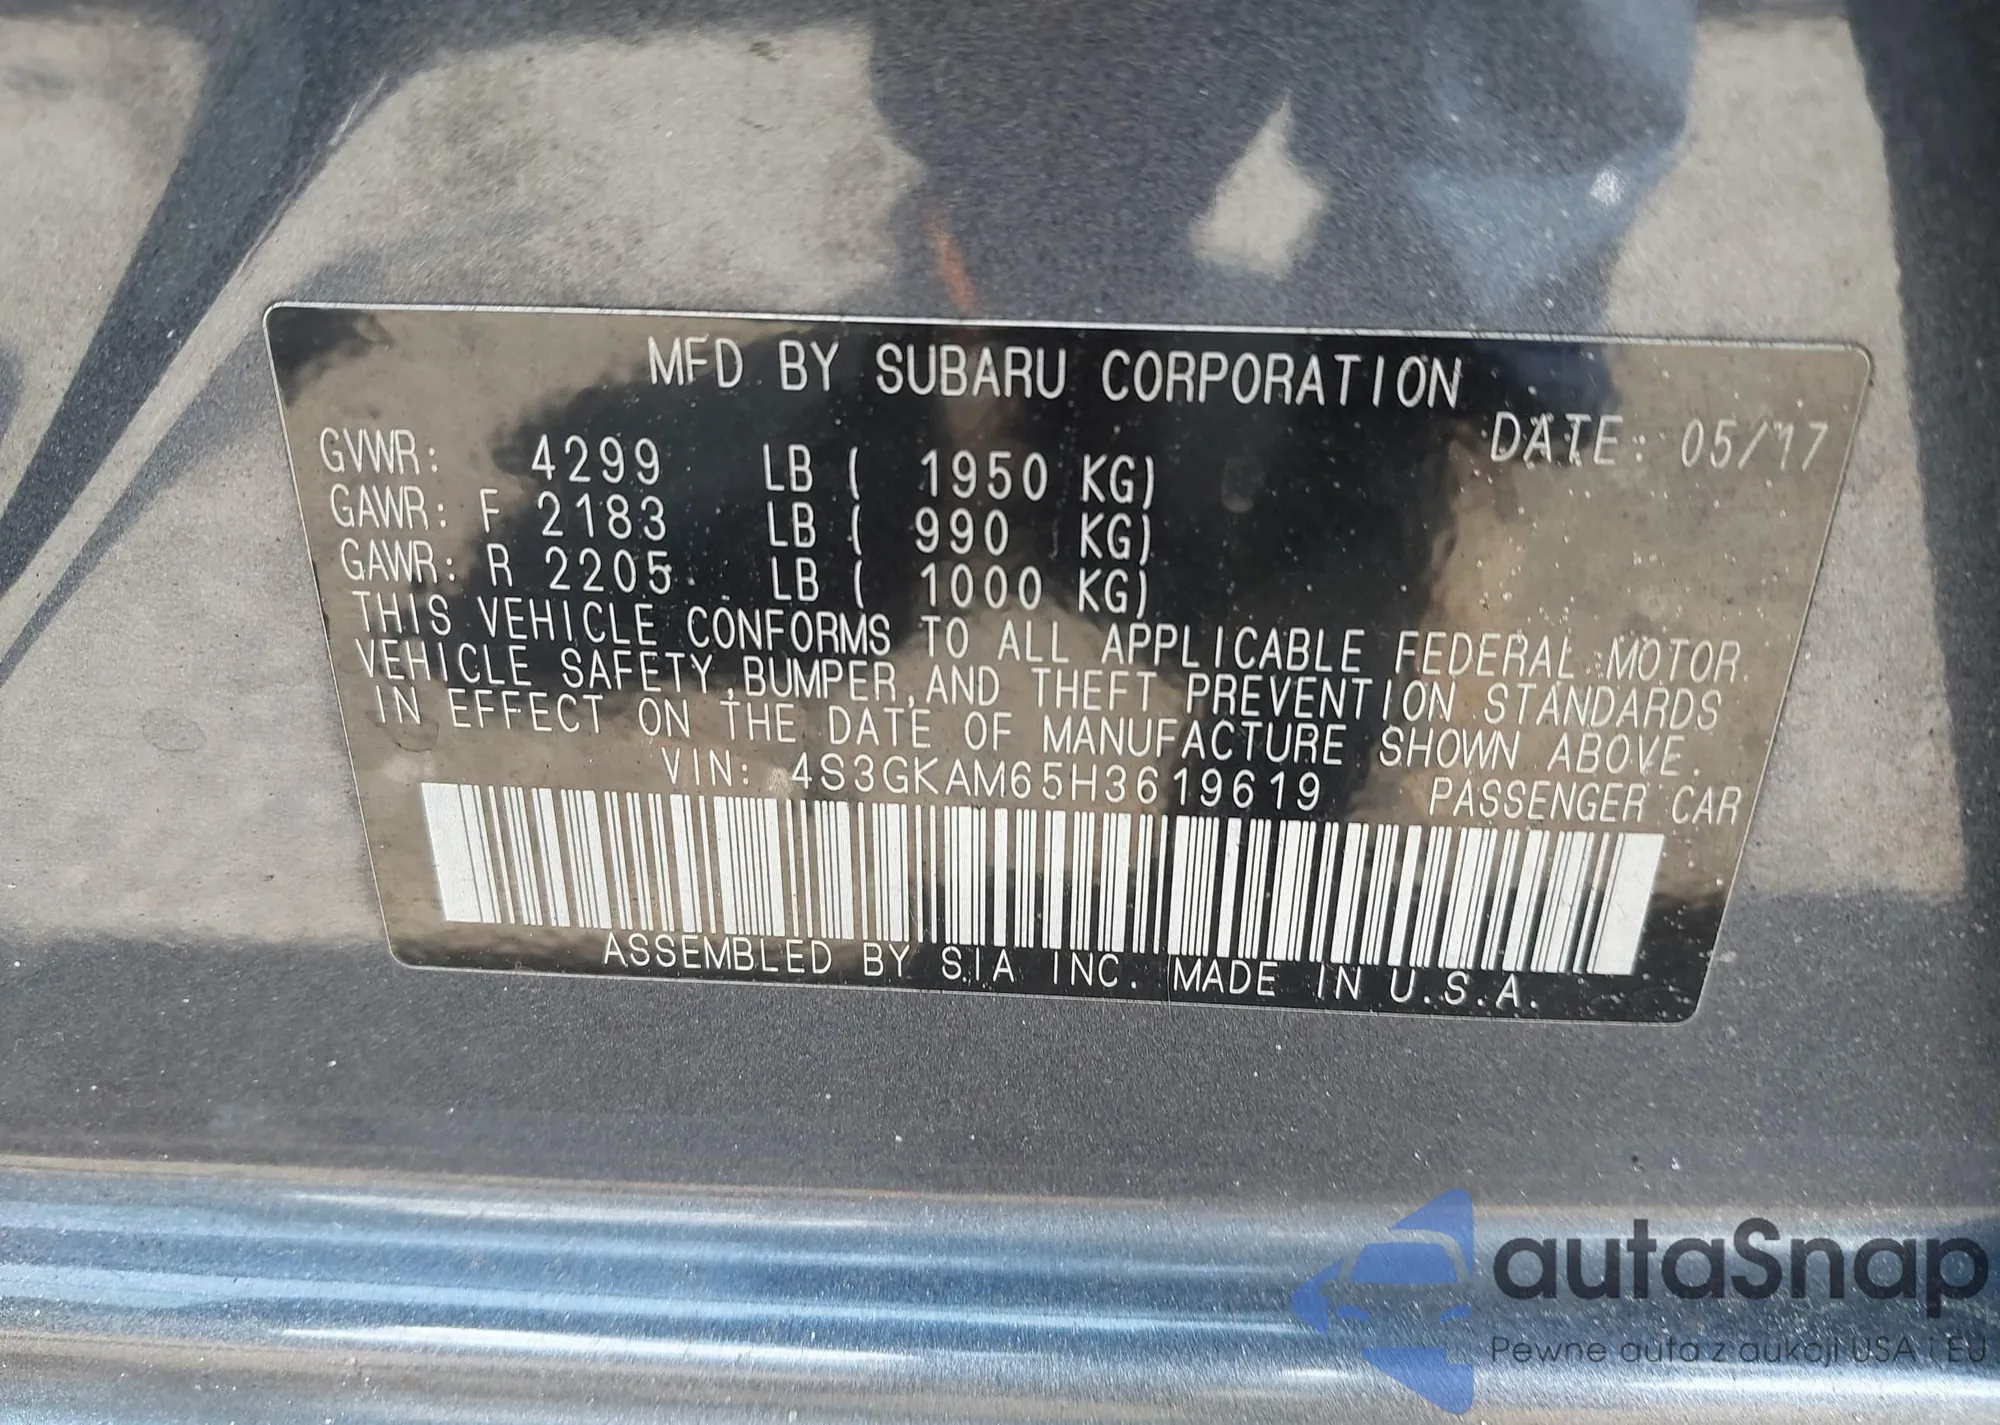 MFD BY SUBARU CORPORATION
DATE: 05/17
GVWR: 4299 LB ( 1950 KG)
GAWR: F 2183 LB ( 990 KG)
GAWR: R 2205 LB ( 1000 KG)
THIS VEHICLE CONFORMS TO ALL APPLICABLE FEDERAL MOTOR
VEHICLE SAFETY,BUMPER,AND THEFT PREVENTION STANDARDS
IN EFFECT ON THE DATE OF MANUFACTURE SHOWN ABOVE.
VIN: 4S3GKAM65H3619619 PASSENGER CAR
ASSEMBLED BY SIA INC. MADE IN U.S.A.
autaSnap
Pewne auta z aukcji USA i EU